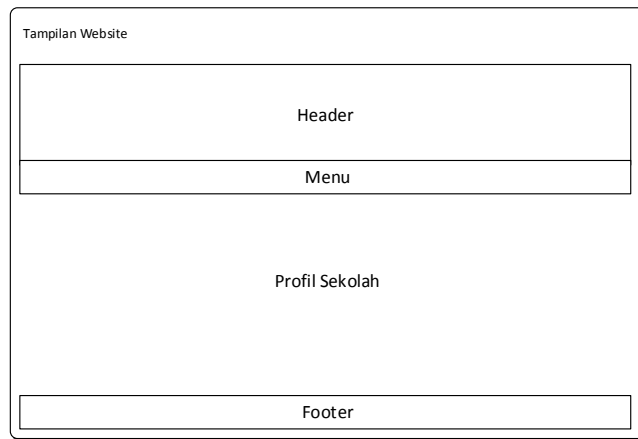 Tampilan Website
Header
Menu
Profil Sekolah
Footer